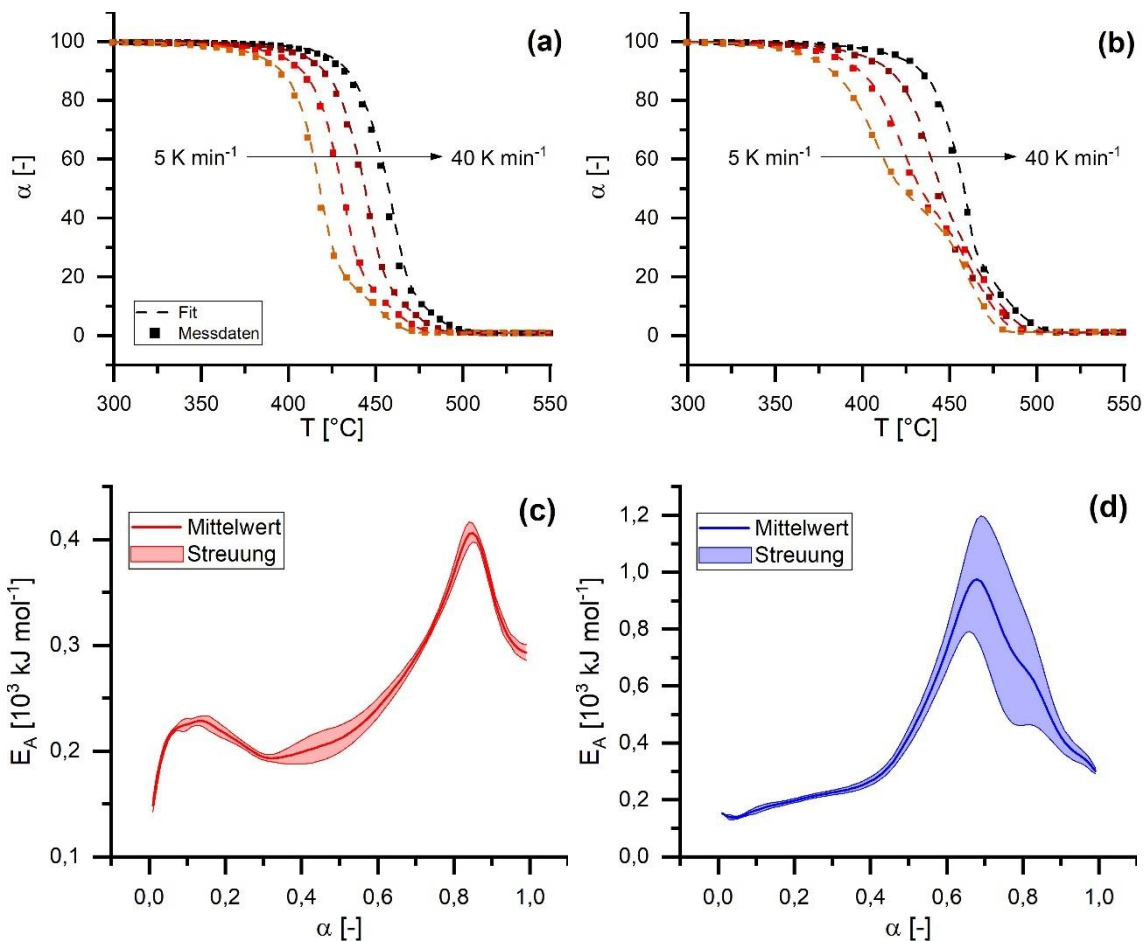 (a)
100
80
60
40
20
0
α [-]
5 K min⁻¹
40 K min⁻¹
Fit
Messdaten
300
350
400
450
500
550
T [°C]
(b)
100
80
60
40
20
0
α [-]
5 K min⁻¹
40 K min⁻¹
300
350
400
450
500
550
T [°C]
(c)
Mittelwert
Streuung
0,4
0,3
0,2
0,1
E_A [10³ kJ mol⁻¹]
0,0
0,2
0,4
0,6
0,8
1,0
α [-]
(d)
Mittelwert
Streuung
1,2
1,0
0,8
0,6
0,4
0,2
0,0
E_A [10³ kJ mol⁻¹]
0,0
0,2
0,4
0,6
0,8
1,0
α [-]